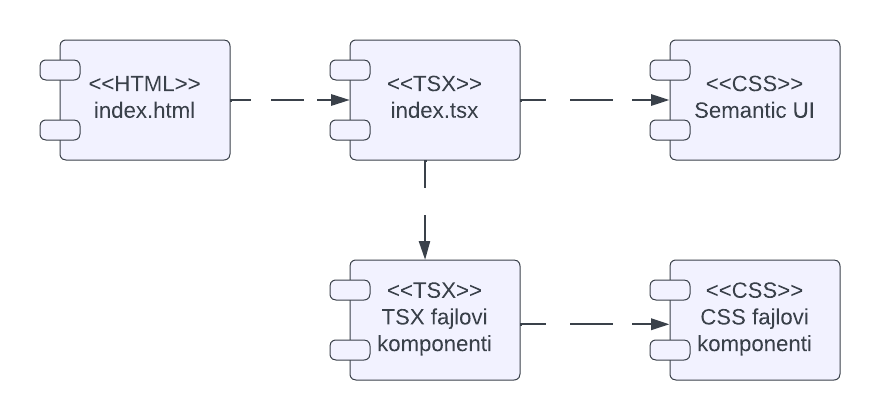 <<HTML>>
index.html
<<TSX>>
index.tsx
<<CSS>>
Semantic UI
<<TSX>>
TSX fajlovi
komponenti
<<CSS>>
CSS fajlovi
komponenti